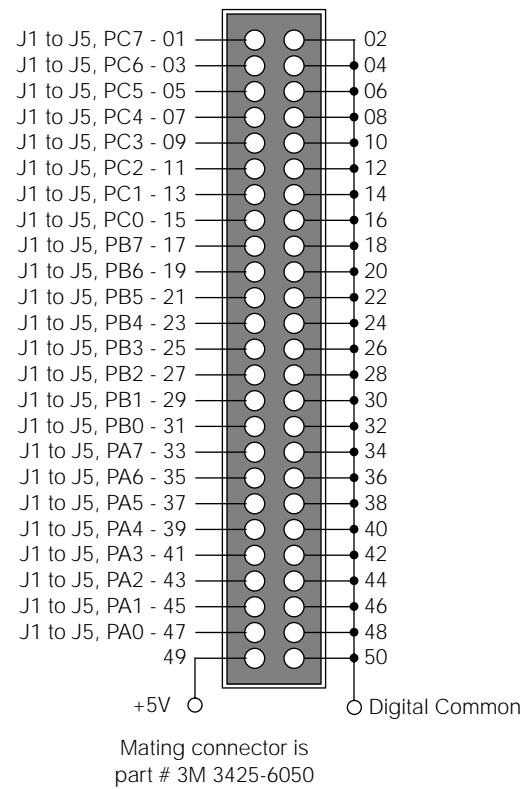 J1 to J5, PC7 - 01 02
J1 to J5, PC6 - 03 04
J1 to J5, PC5 - 05 06
J1 to J5, PC4 - 07 08
J1 to J5, PC3 - 09 10
J1 to J5, PC2 - 11 12
J1 to J5, PC1 - 13 14
J1 to J5, PC0 - 15 16
J1 to J5, PB7 - 17 18
J1 to J5, PB6 - 19 20
J1 to J5, PB5 - 21 22
J1 to J5, PB4 - 23 24
J1 to J5, PB3 - 25 26
J1 to J5, PB2 - 27 28
J1 to J5, PB1 - 29 30
J1 to J5, PB0 - 31 32
J1 to J5, PA7 - 33 34
J1 to J5, PA6 - 35 36
J1 to J5, PA5 - 37 38
J1 to J5, PA4 - 39 40
J1 to J5, PA3 - 41 42
J1 to J5, PA2 - 43 44
J1 to J5, PA1 - 45 46
J1 to J5, PA0 - 47 48
49 50
+5V Digital Common
Mating connector is
part # 3M 3425-6050